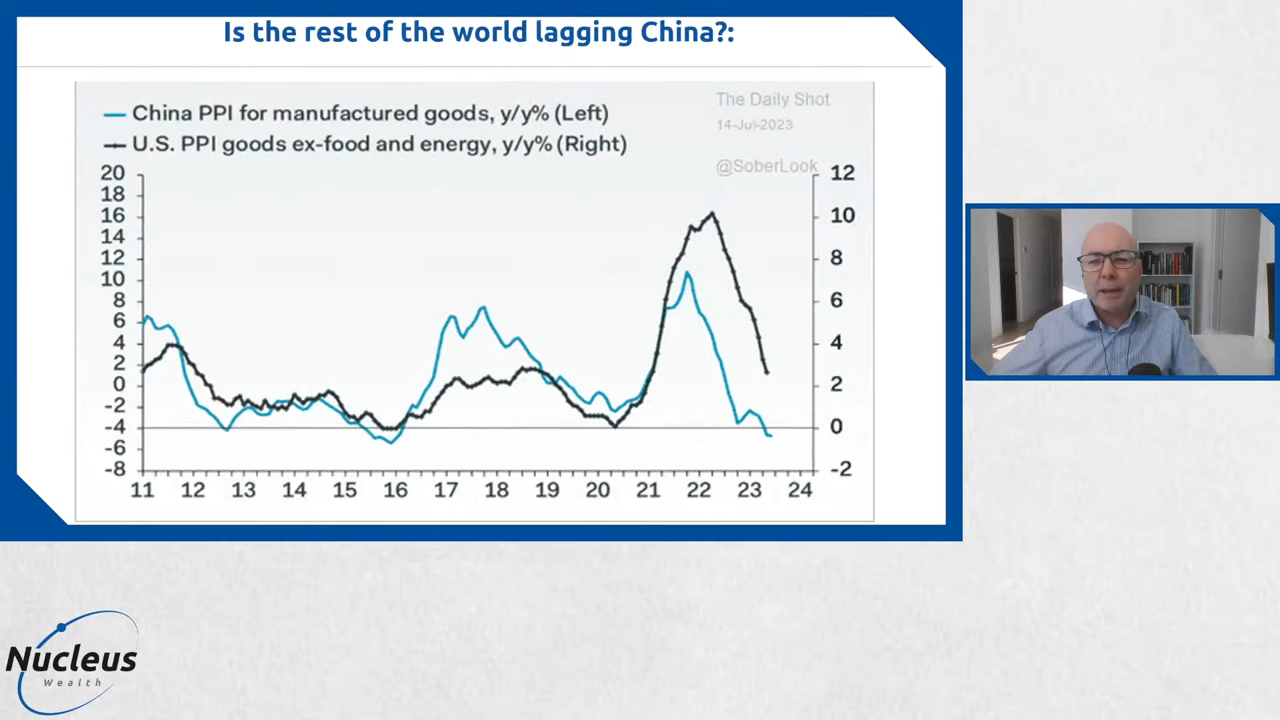 Is the rest of the world lagging China?:
China PPI for manufactured goods, y/y% (Left)
U.S. PPI goods ex-food and energy, y/y% (Right)
The Daily Shot
14-Jul-2023
@SoberLook
20
18
16
14
12
10
8
6
4
2
0
-2
-4
-6
-8
12
10
8
6
4
2
0
-2
11 12 13 14 15 16 17 18 19 20 21 22 23 24
Nucleus
Wealth